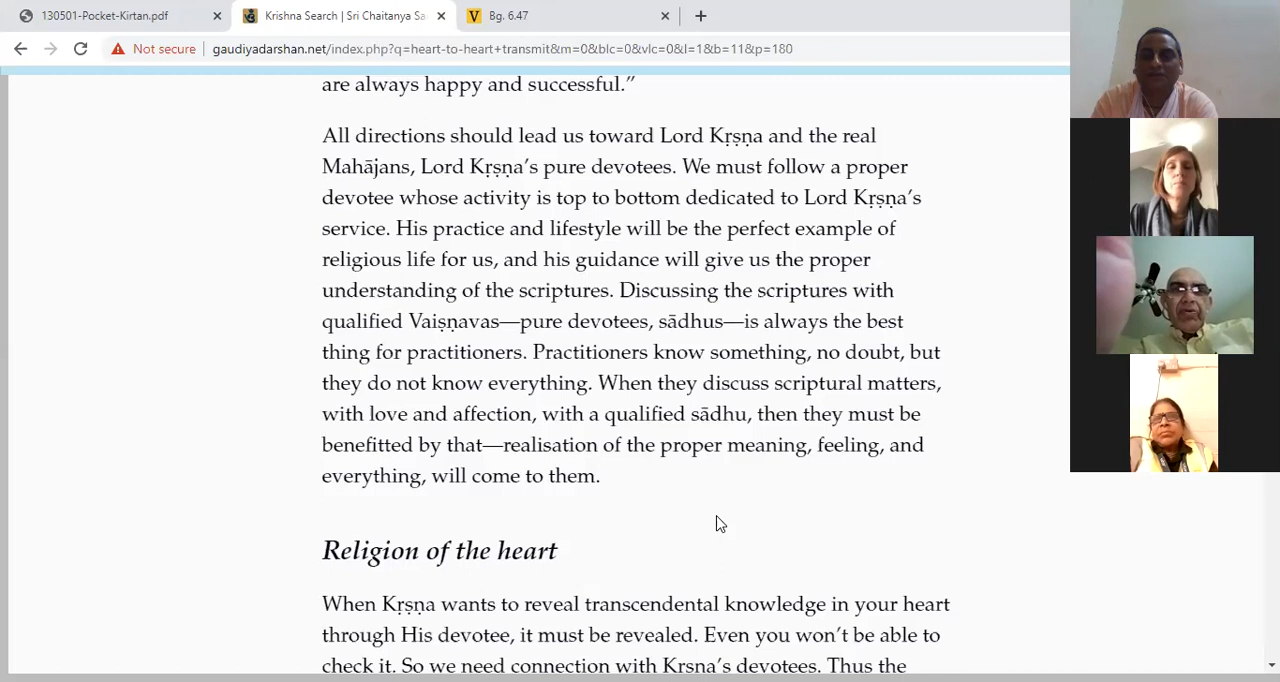 130501-Pocket-Kirtan.pdf
Krishna Search | Sri Chaitanya Sa
Bg. 6.47
Not secure | gaudiyadarshan.net/index.php?q=heart-to-heart+transmit&m=0&blc=0&vlc=0&l=1&b=11&p=180
are always happy and successful.”
All directions should lead us toward Lord Kṛṣṇa and the real
Mahājans, Lord Kṛṣṇa’s pure devotees. We must follow a proper
devotee whose activity is top to bottom dedicated to Lord Kṛṣṇa’s
service. His practice and lifestyle will be the perfect example of
religious life for us, and his guidance will give us the proper
understanding of the scriptures. Discussing the scriptures with
qualified Vaiṣṇavas—pure devotees, sādhus—is always the best
thing for practitioners. Practitioners know something, no doubt, but
they do not know everything. When they discuss scriptural matters,
with love and affection, with a qualified sādhu, then they must be
benefitted by that—realisation of the proper meaning, feeling, and
everything, will come to them.
Religion of the heart
When Kṛṣṇa wants to reveal transcendental knowledge in your heart
through His devotee, it must be revealed. Even you won’t be able to
check it. So we need connection with Kṛṣṇa’s devotees. Thus the